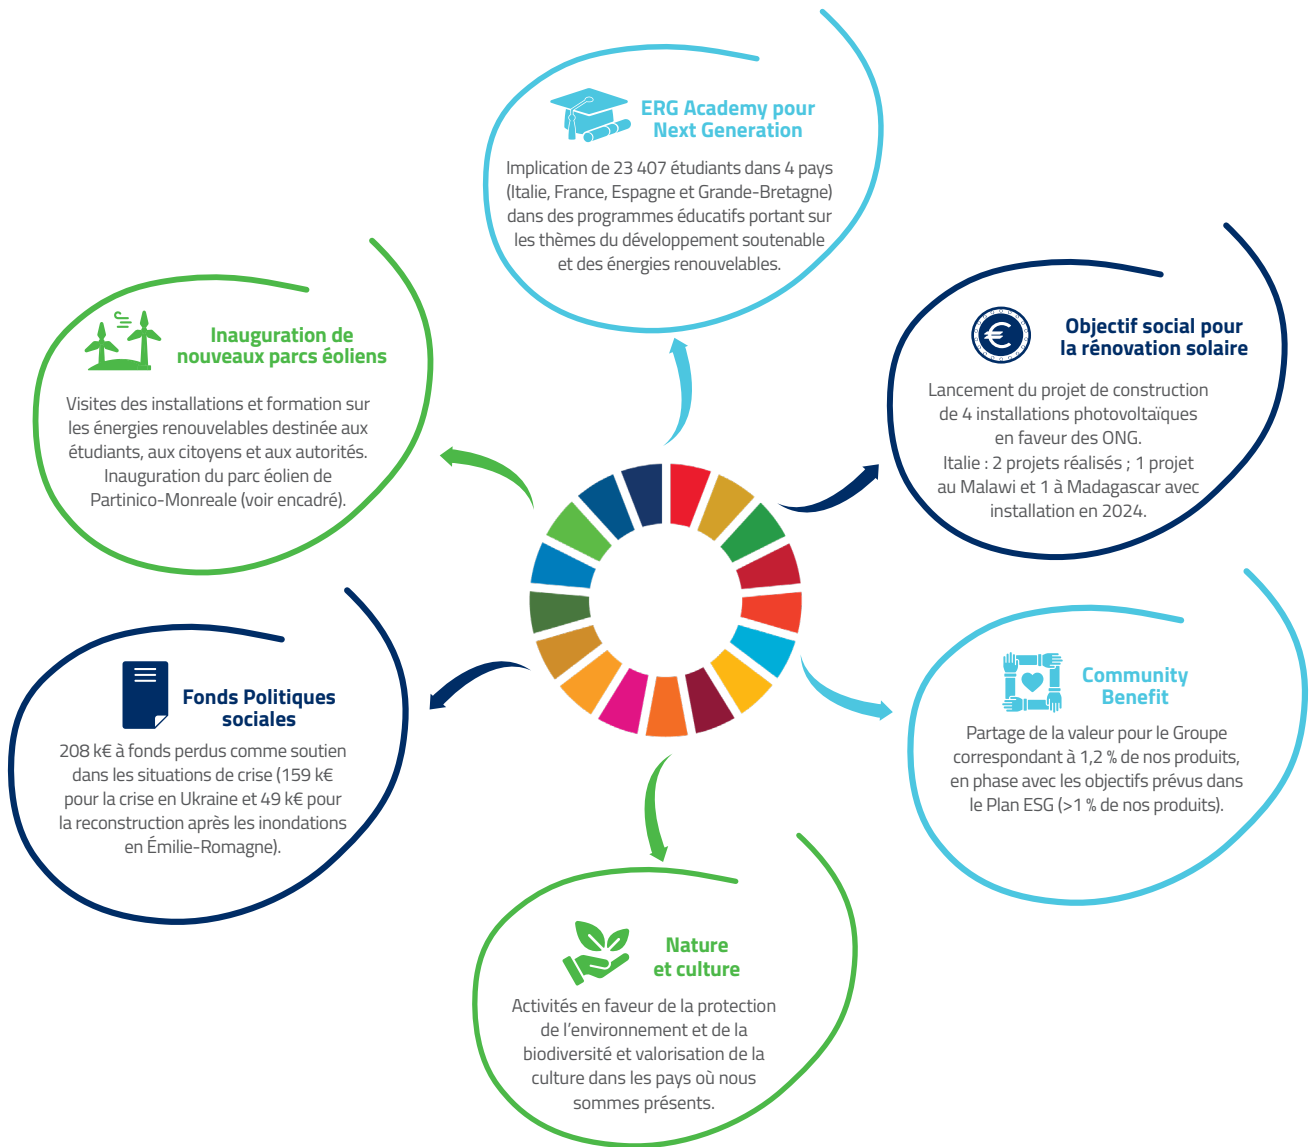 ERG Academy pour
Next Generation
Implication de 23 407 étudiants dans 4 pays
(Italie, France, Espagne et Grande-Bretagne)
dans des programmes éducatifs portant sur
les thèmes du développement soutenable
et des énergies renouvelables.
Inauguration de
nouveaux parcs éoliens
Visites des installations et formation sur
les énergies renouvelables destinée aux
étudiants, aux citoyens et aux autorités.
Inauguration du parc éolien de
Partinico-Monreale (voir encadré).
Objectif social pour
la rénovation solaire
Lancement du projet de construction
de 4 installations photovoltaïques
en faveur des ONG.
Italie : 2 projets réalisés ; 1 projet
au Malawi et 1 à Madagascar avec
installation en 2024.
Fonds Politiques
sociales
208 k€ à fonds perdus comme soutien
dans les situations de crise (159 k€
pour la crise en Ukraine et 49 k€ pour
la reconstruction après les inondations
en Émilie-Romagne).
Community
Benefit
Partage de la valeur pour le Groupe
correspondant à 1,2 % de nos produits,
en phase avec les objectifs prévus dans
le Plan ESG (>1 % de nos produits).
Nature
et culture
Activités en faveur de la protection
de l'environnement et de la
biodiversité et valorisation de la
culture dans les pays où nous
sommes présents.